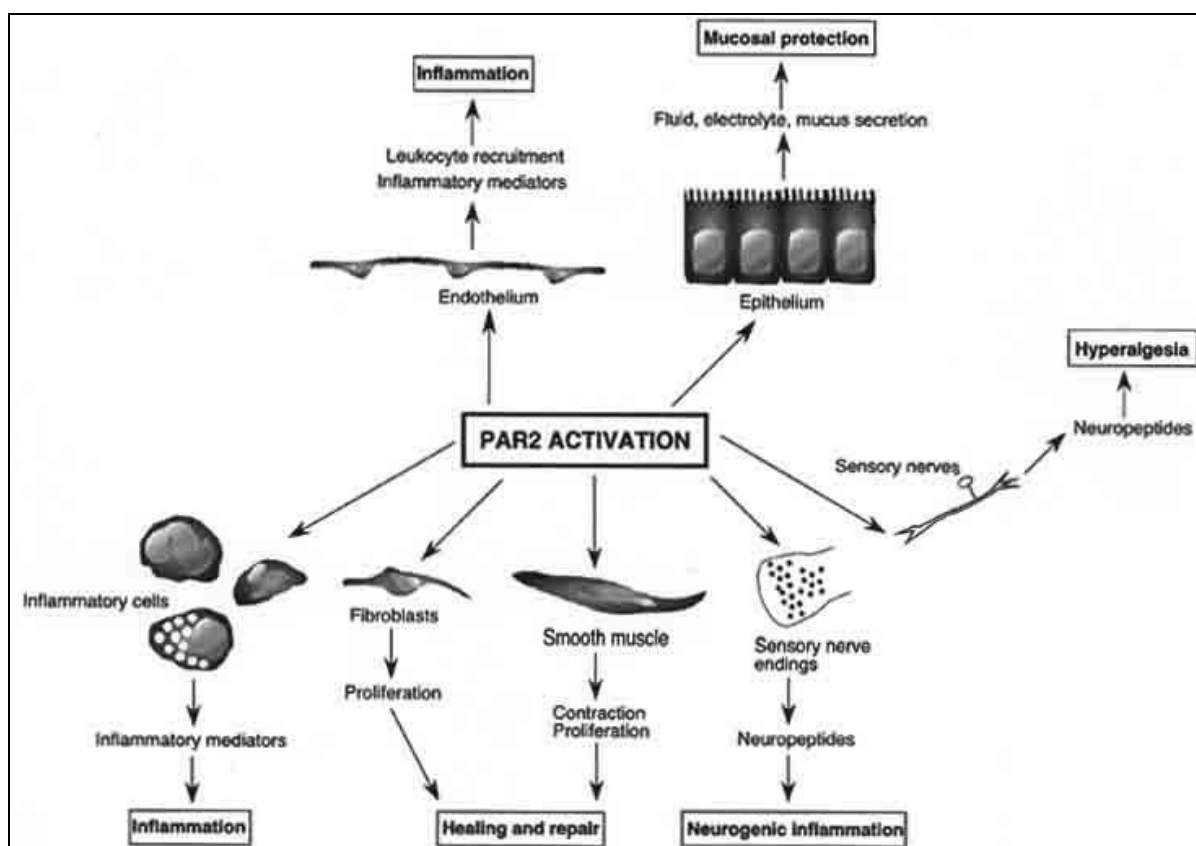 Mucosal protection
Inflammation
Fluid, electrolyte, mucus secretion
Leukocyte recruitment
Inflammatory mediators
Endothelium
Epithelium
Hyperalgesia
PAR2 ACTIVATION
Neuropeptides
Sensory nerves
Inflammatory cells
Fibroblasts
Smooth muscle
Sensory nerve
endings
Proliferation
Contraction
Proliferation
Inflammatory mediators
Neuropeptides
Inflammation
Healing and repair
Neurogenic inflammation